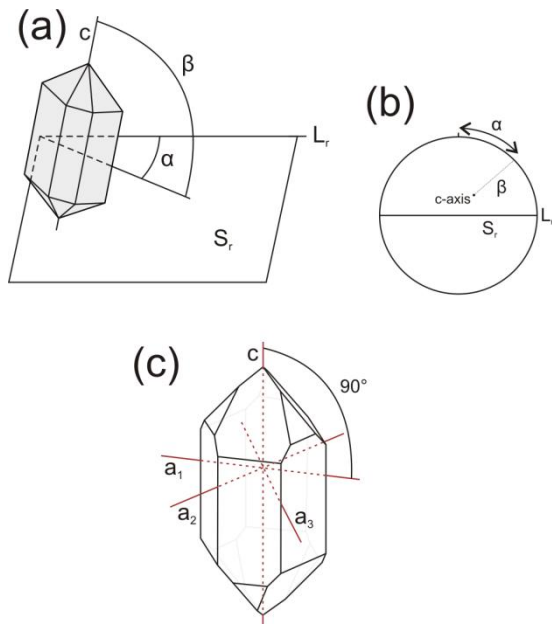 (a)
c
β
α
Lr
Sr
(b)
α
β
c-axis
Sr
Lr
(c)
c
90°
a1
a2
a3